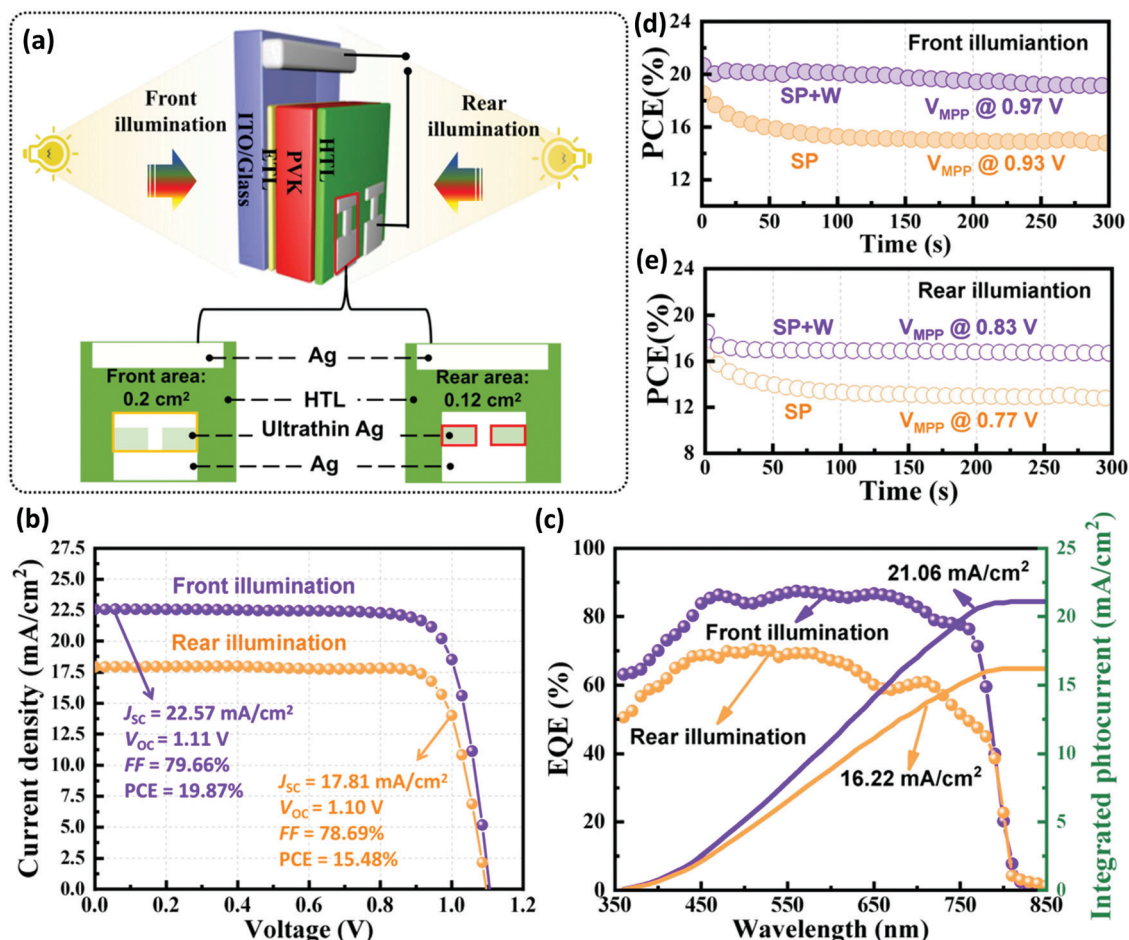 (a)
Front
illumination
Rear
illumination
ITO/Glass
ETL
PVK
HTL
Ag
Front area:
0.2 cm²
HTL
Rear area:
0.12 cm²
Ultrathin Ag
Ag
(d)
Front illumiantion
SP+W
V_MPP @ 0.97 V
SP
V_MPP @ 0.93 V
PCE(%)
24
20
16
12
0 50 100 150 200 250 300
Time (s)
(e)
Rear illumiantion
SP+W
V_MPP @ 0.83 V
SP
V_MPP @ 0.77 V
PCE(%)
24
20
16
12
8
0 50 100 150 200 250 300
Time (s)
(b)
Current density (mA/cm²)
27.5
25.0
22.5
20.0
17.5
15.0
12.5
10.0
7.5
5.0
2.5
0.0
Front illumination
Rear illumination
J_SC = 22.57 mA/cm²
V_OC = 1.11 V
FF = 79.66%
PCE = 19.87%
J_SC = 17.81 mA/cm²
V_OC = 1.10 V
FF = 78.69%
PCE = 15.48%
0.0 0.2 0.4 0.6 0.8 1.0 1.2
Voltage (V)
(c)
EQE (%)
100
80
60
40
20
0
21.06 mA/cm²
Front illumination
Rear illumination
16.22 mA/cm²
25
20
15
10
5
0
Integrated phtocurrent (mA/cm²)
350 450 550 650 750 850
Wavelength (nm)